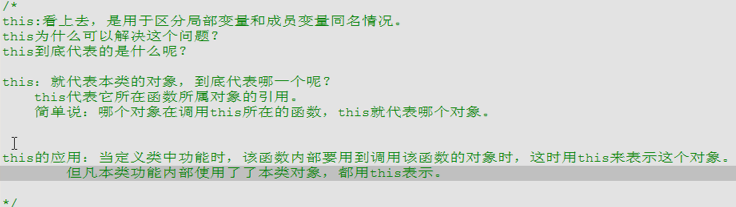 /*
this:看上去，是用于区分局部变量和成员变量同名情况。
this为什么可以解决这个问题？
this到底代表的是什么呢？
this: 就代表本类的对象，到底代表哪一个呢？
this代表它所在函数所属对象的引用。
简单说：哪个对象在调用this所在的函数，this就代表哪个对象。
this的应用：当定义类中功能时，该函数内部要用到调用该函数的对象时，这时用this来表示这个对象。
但凡本类功能内部使用了了本类对象，都用this表示。
*/